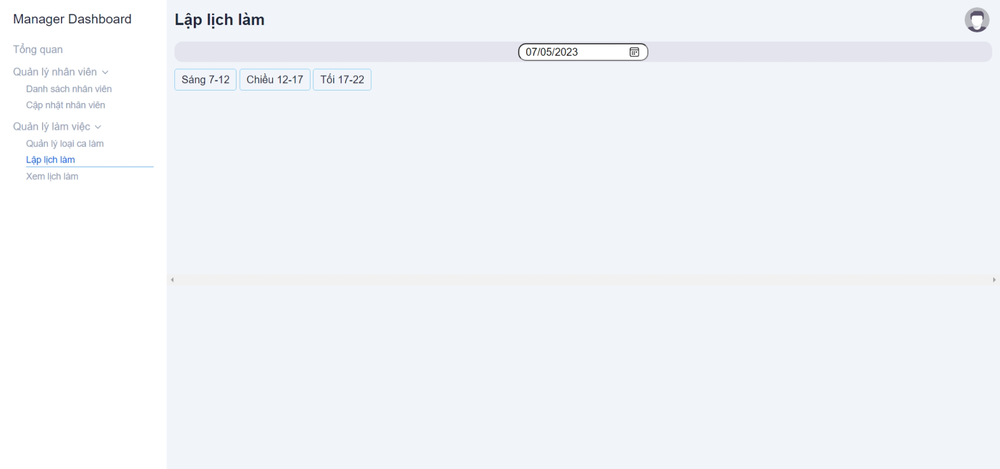 Manager Dashboard
Tổng quan
Quản lý nhân viên
Danh sách nhân viên
Cập nhật nhân viên
Quản lý làm việc
Quản lý loại ca làm
Lập lịch làm
Xem lịch làm
Lập lịch làm
07/05/2023
Sáng 7-12 Chiều 12-17 Tối 17-22